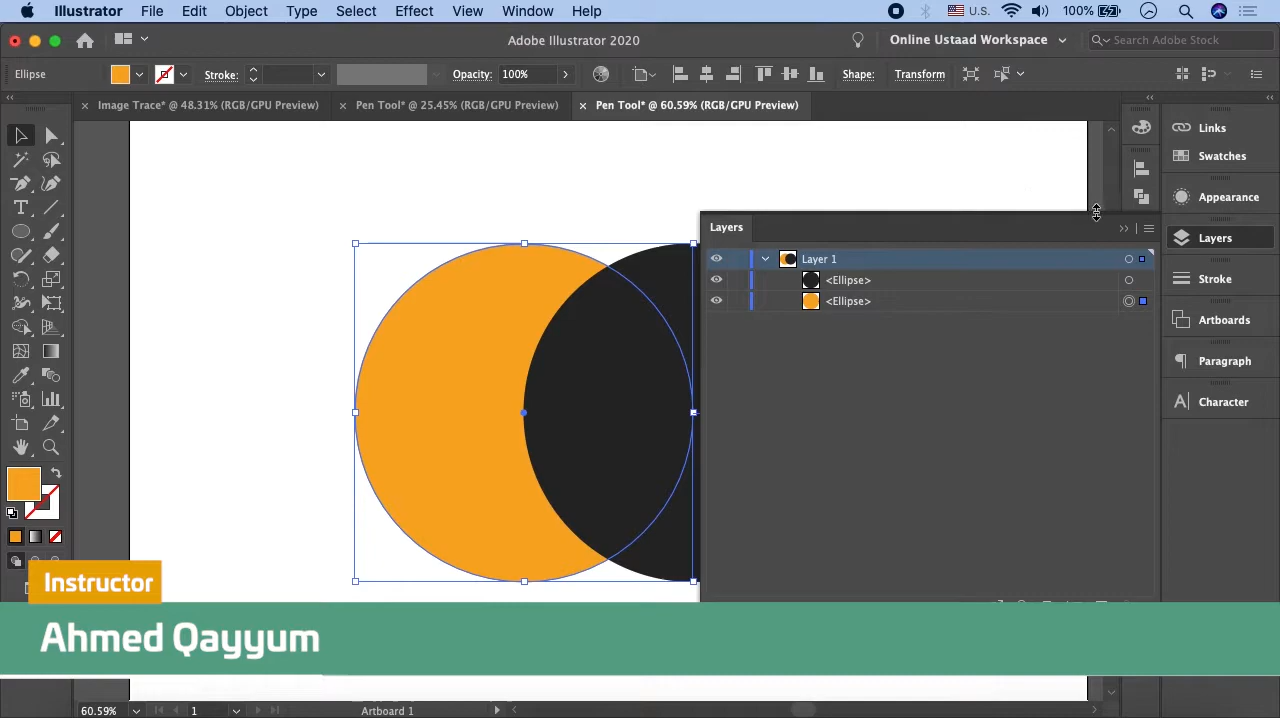 Illustrator File Edit Object Type Select Effect View Window Help U.S. 100%
Adobe Illustrator 2020 Online Ustaad Workspace Search Adobe Stock
Ellipse Stroke: Opacity: 100% Shape: Transform
× Image Trace* @ 48.31% (RGB/GPU Preview) × Pen Tool* @ 25.45% (RGB/GPU Preview) × Pen Tool* @ 60.59% (RGB/GPU Preview)
Links
Swatches
Appearance
Layers
Stroke
Artboards
Paragraph
Character
Layers
Layer 1
<Ellipse>
<Ellipse>
Instructor
Ahmed Qayyum
60.59% 1 Artboard 1